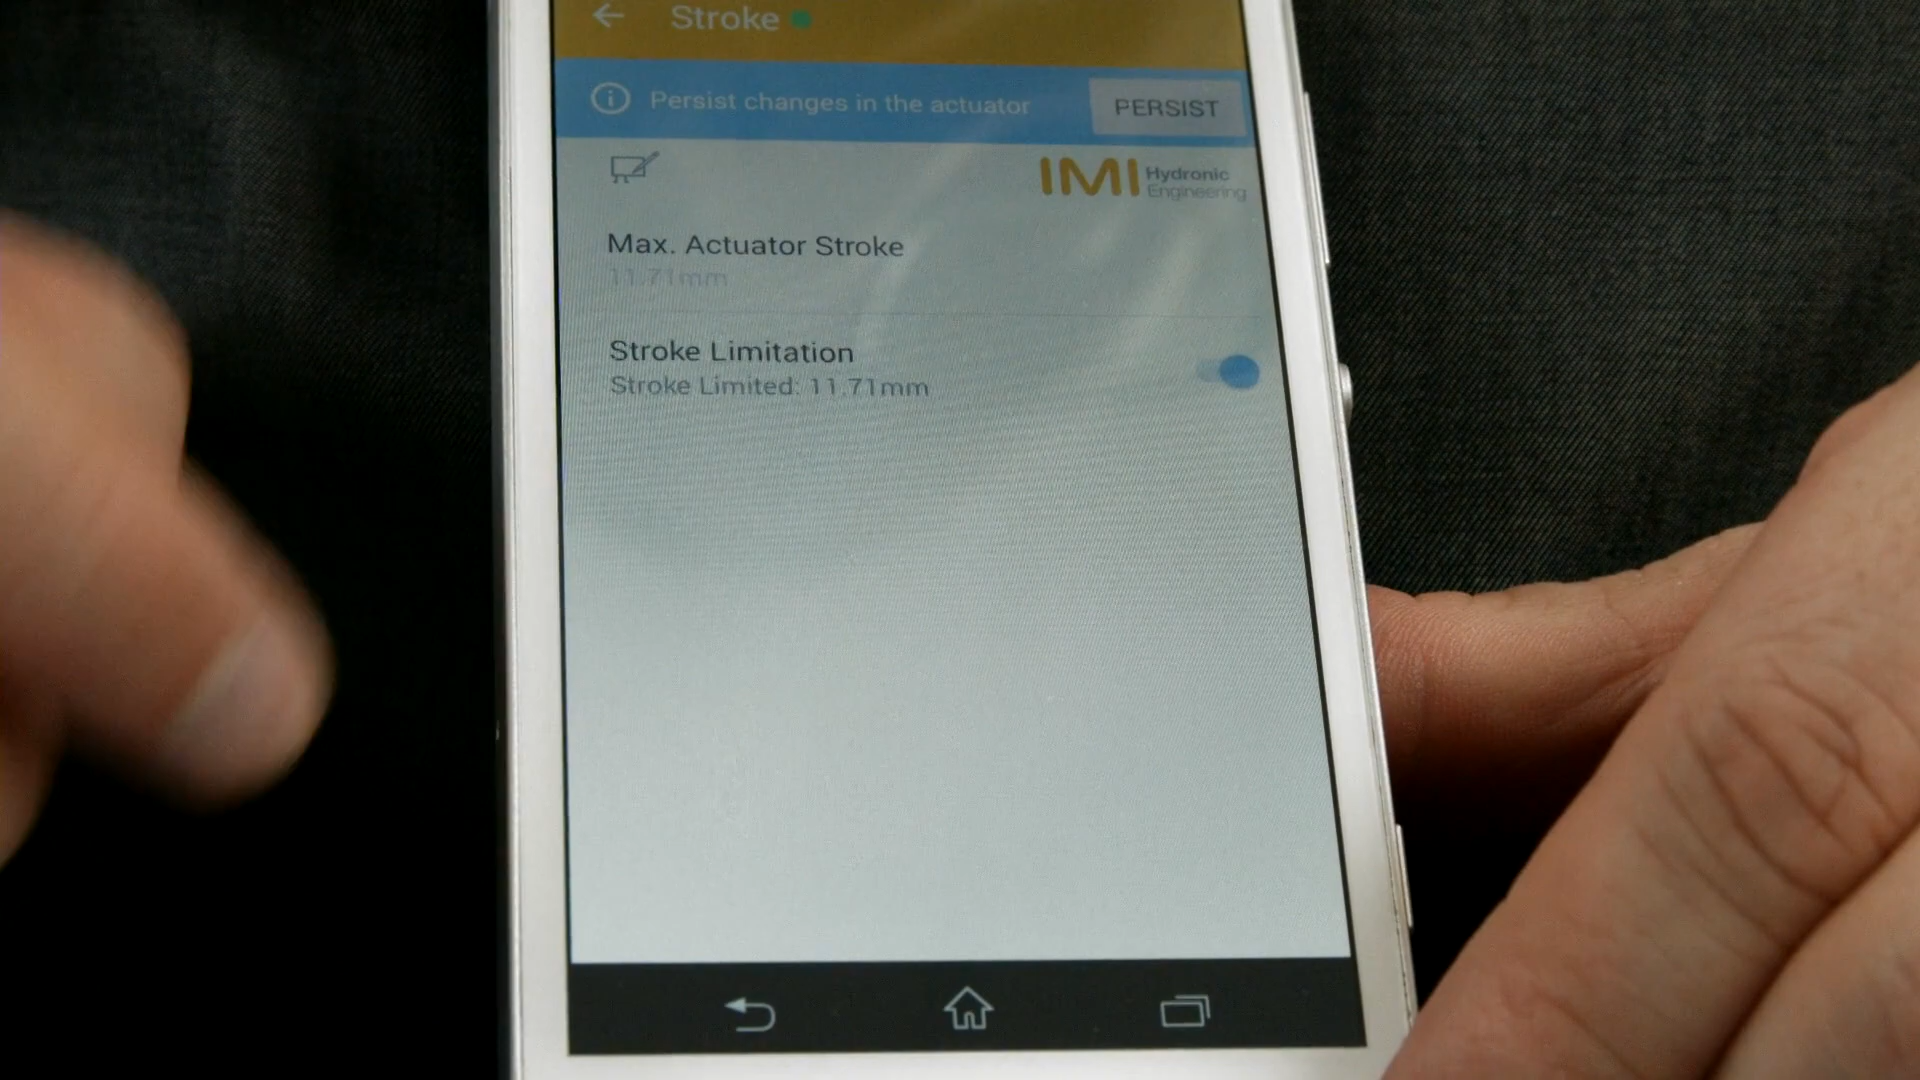 Stroke
Persist changes in the actuator
PERSIST
IMI Hydronic
Engineering
Max. Actuator Stroke
11.71mm
Stroke Limitation
Stroke Limited: 11.71mm